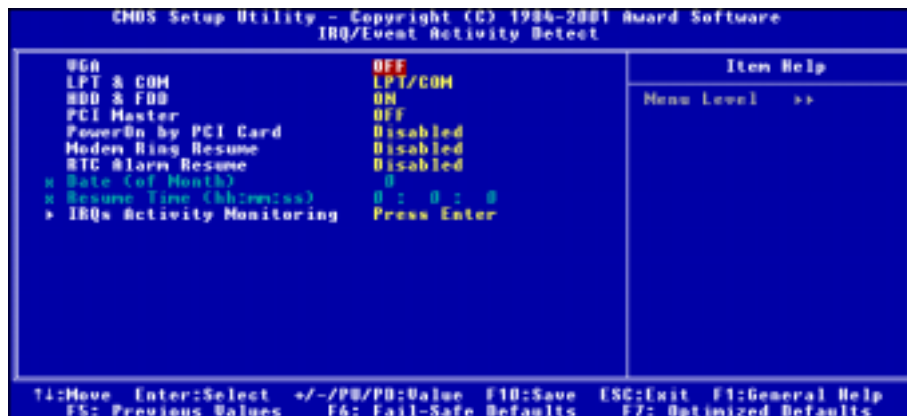 CMOS Setup Utility - Copyright (C) 1984-2001 Award Software
IRQ/Event Activity Detect
VGA OFF
LPT & COM LPT/COM
HDD & FDD ON
PCI Master OFF
PowerOn by PCI Card Disabled
Modem Ring Resume Disabled
RTC Alarm Resume Disabled
x Date (of Month) 0
x Resume Time (hh:mm:ss) 0 : 0 : 0
▸ IRQs Activity Monitoring Press Enter
Item Help
Menu Level ▸▸
↑↓:Move Enter:Select +/-/PU/PD:Value F10:Save ESC:Exit F1:General Help
F5: Previous Values F6: Fail-Safe Defaults F7: Optimized Defaults